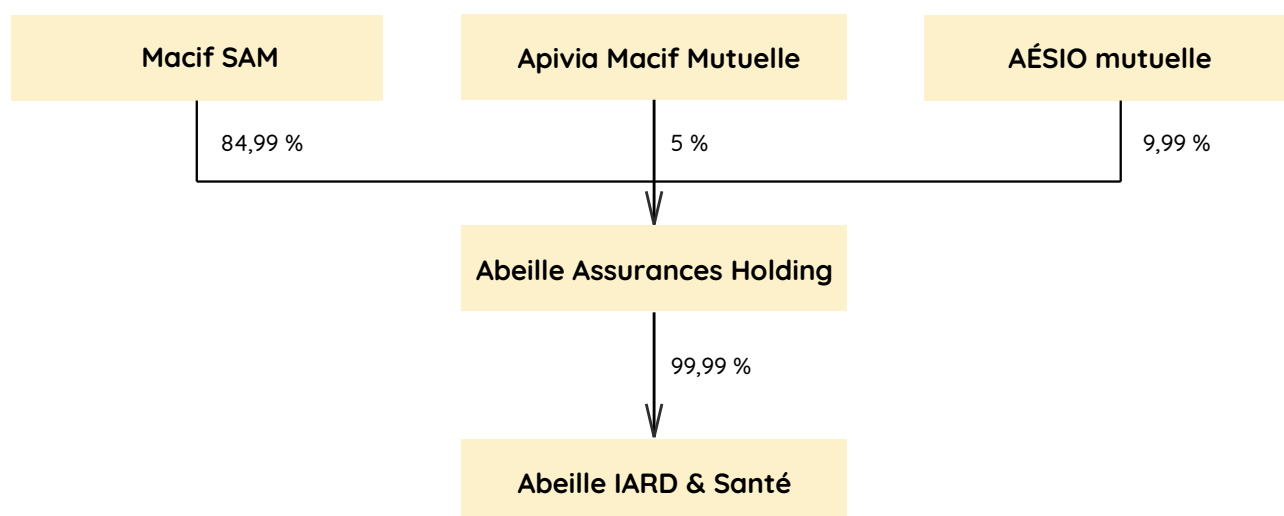 Macif SAM
Apivia Macif Mutuelle
AÉSIO mutuelle
84,99 %
5 %
9,99 %
Abeille Assurances Holding
99,99 %
Abeille IARD & Santé